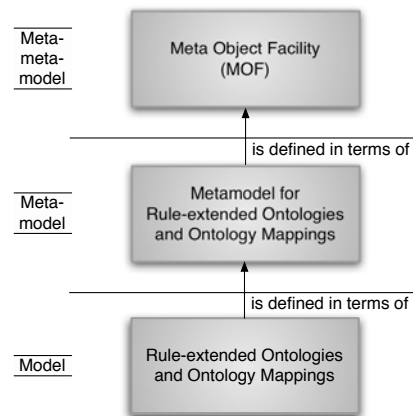 Meta-
meta-
model
Meta Object Facility
(MOF)
is defined in terms of
Meta-
model
Metamodel for
Rule-extended Ontologies
and Ontology Mappings
is defined in terms of
Model
Rule-extended Ontologies
and Ontology Mappings